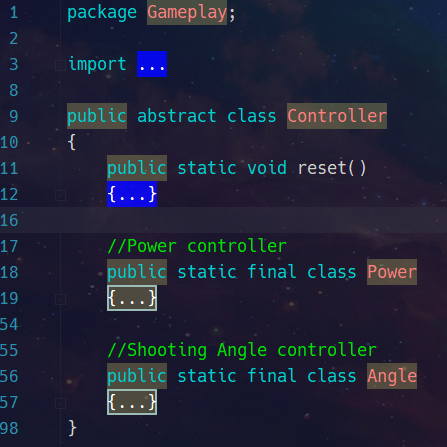 1 package Gameplay;
2
3 import ...
8
9 public abstract class Controller
10 {
11 public static void reset()
12 {...}
16
17 //Power controller
18 public static final class Power
19 {...}
54
55 //Shooting Angle controller
56 public static final class Angle
57 {...}
98 }